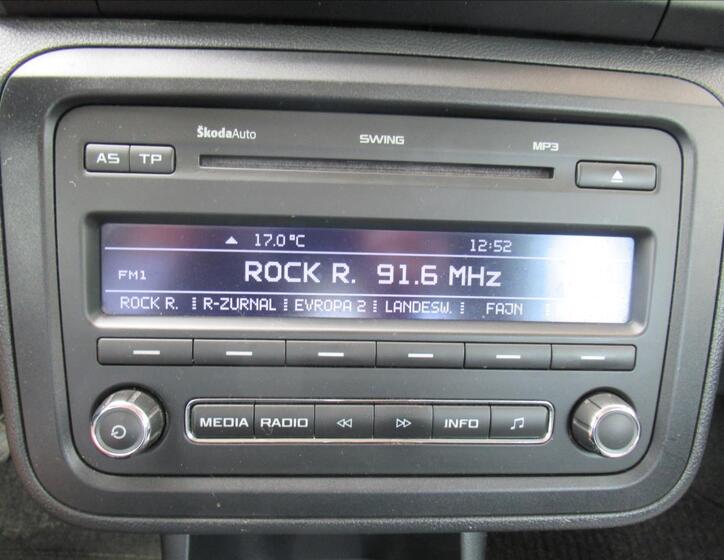 ŠkodaAuto SWING MP3
AS TP
17.0°C 12:52
FM1 ROCK R. 91.6 MHz
ROCK R. R-ZURNAL EVROPA 2 LANDESW. FAJN
MEDIA RADIO INFO